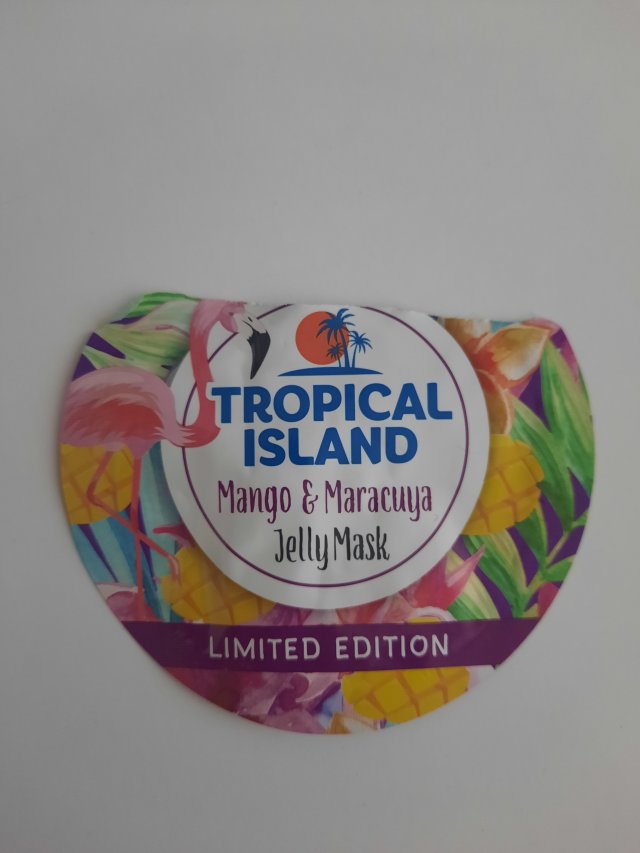 TROPICAL
ISLAND
Mango & Maracuya
Jelly Mask
LIMITED EDITION